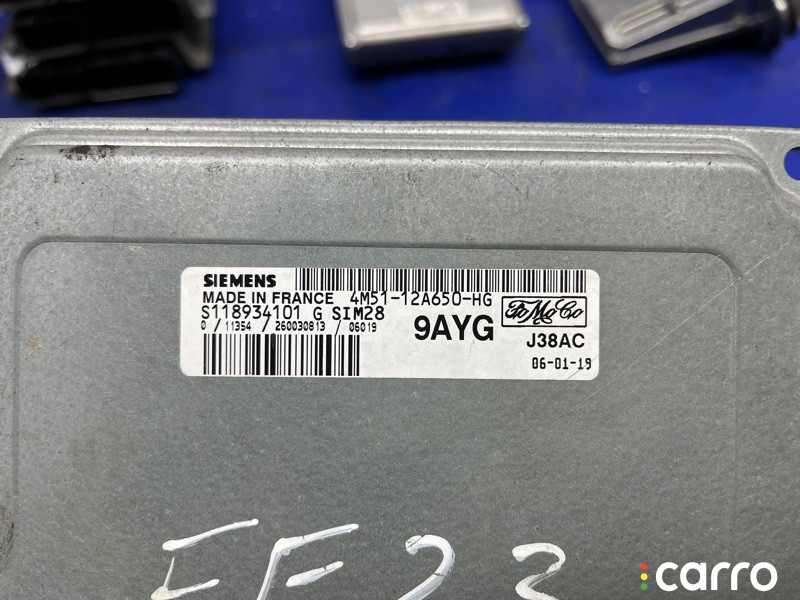 SIEMENS
MADE IN FRANCE 4M51-12A650-HG
S118934101 G SIM28
0 / 11354 / 260030813 / 06019
9AYG
FoMoCo
J38AC
06-01-19
carro